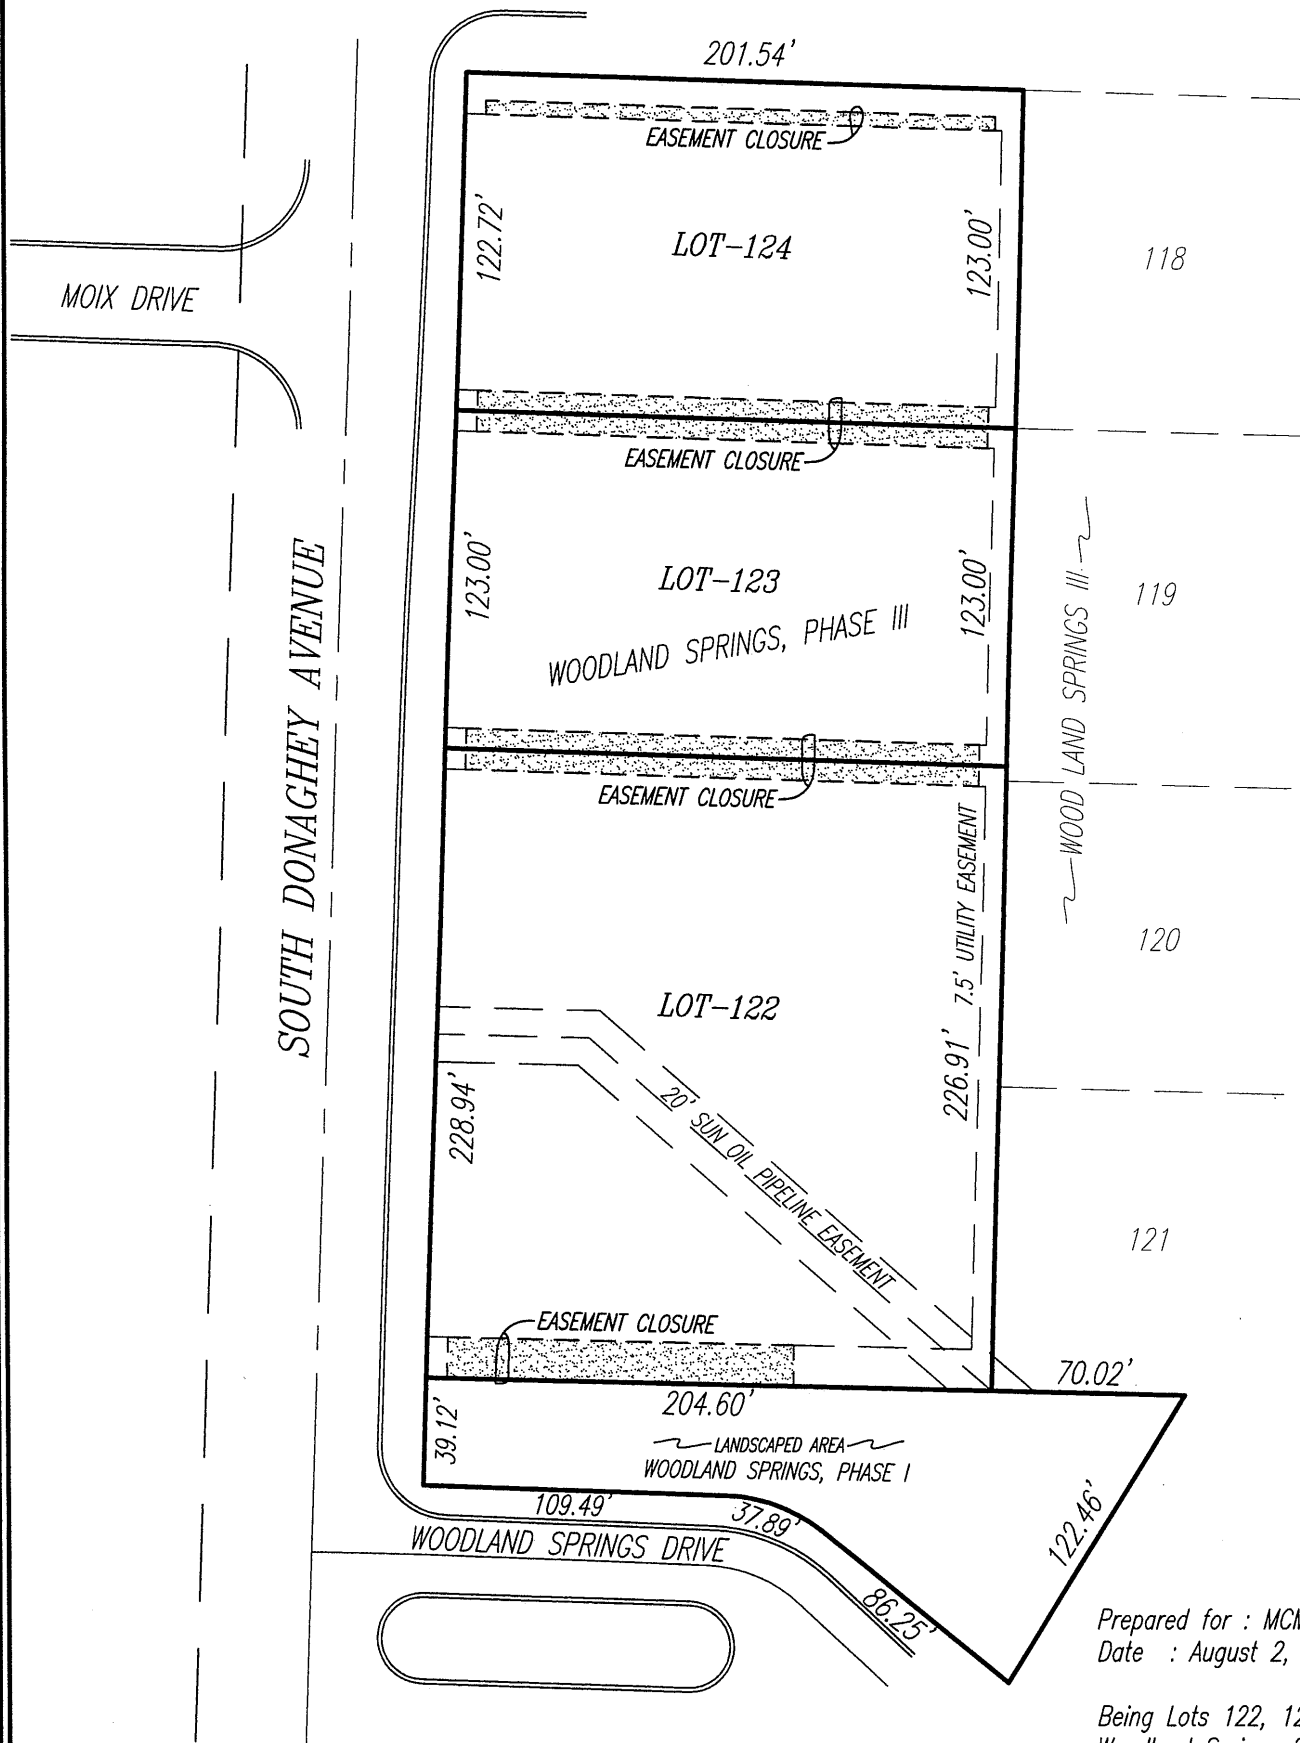 201.54'
EASEMENT CLOSURE
122.72'
LOT-124
123.00'
118
MOIX DRIVE
EASEMENT CLOSURE
123.00'
LOT-123
123.00'
119
WOODLAND SPRINGS, PHASE III
WOOD LAND SPRINGS III
SOUTH DONAGHEY AVENUE
EASEMENT CLOSURE
7.5' UTILITY EASEMENT
120
LOT-122
226.91'
228.94'
20' SUN OIL PIPELINE EASEMENT
121
EASEMENT CLOSURE
70.02'
204.60'
39.12'
LANDSCAPED AREA
WOODLAND SPRINGS, PHASE I
109.49'
37.89'
122.46'
WOODLAND SPRINGS DRIVE
86.25'
Prepared for : MCM
Date : August 2,
Being Lots 122, 12